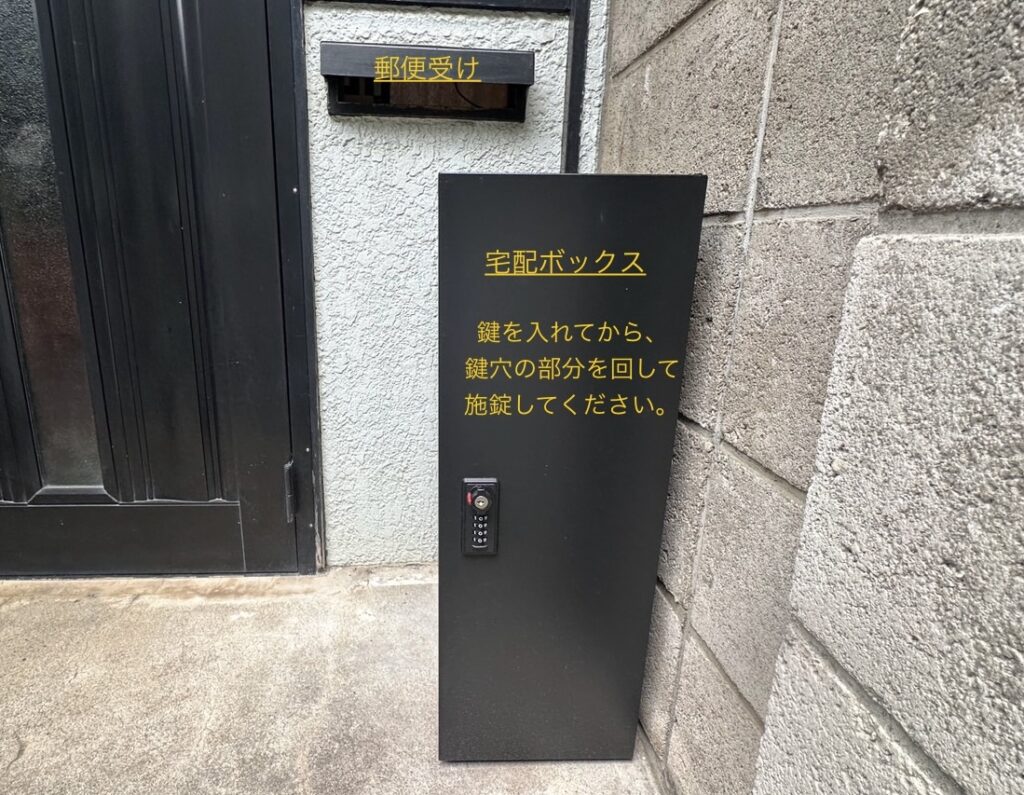 郵便受け
宅配ボックス
鍵を入れてから、
鍵穴の部分を回して
施錠してください。